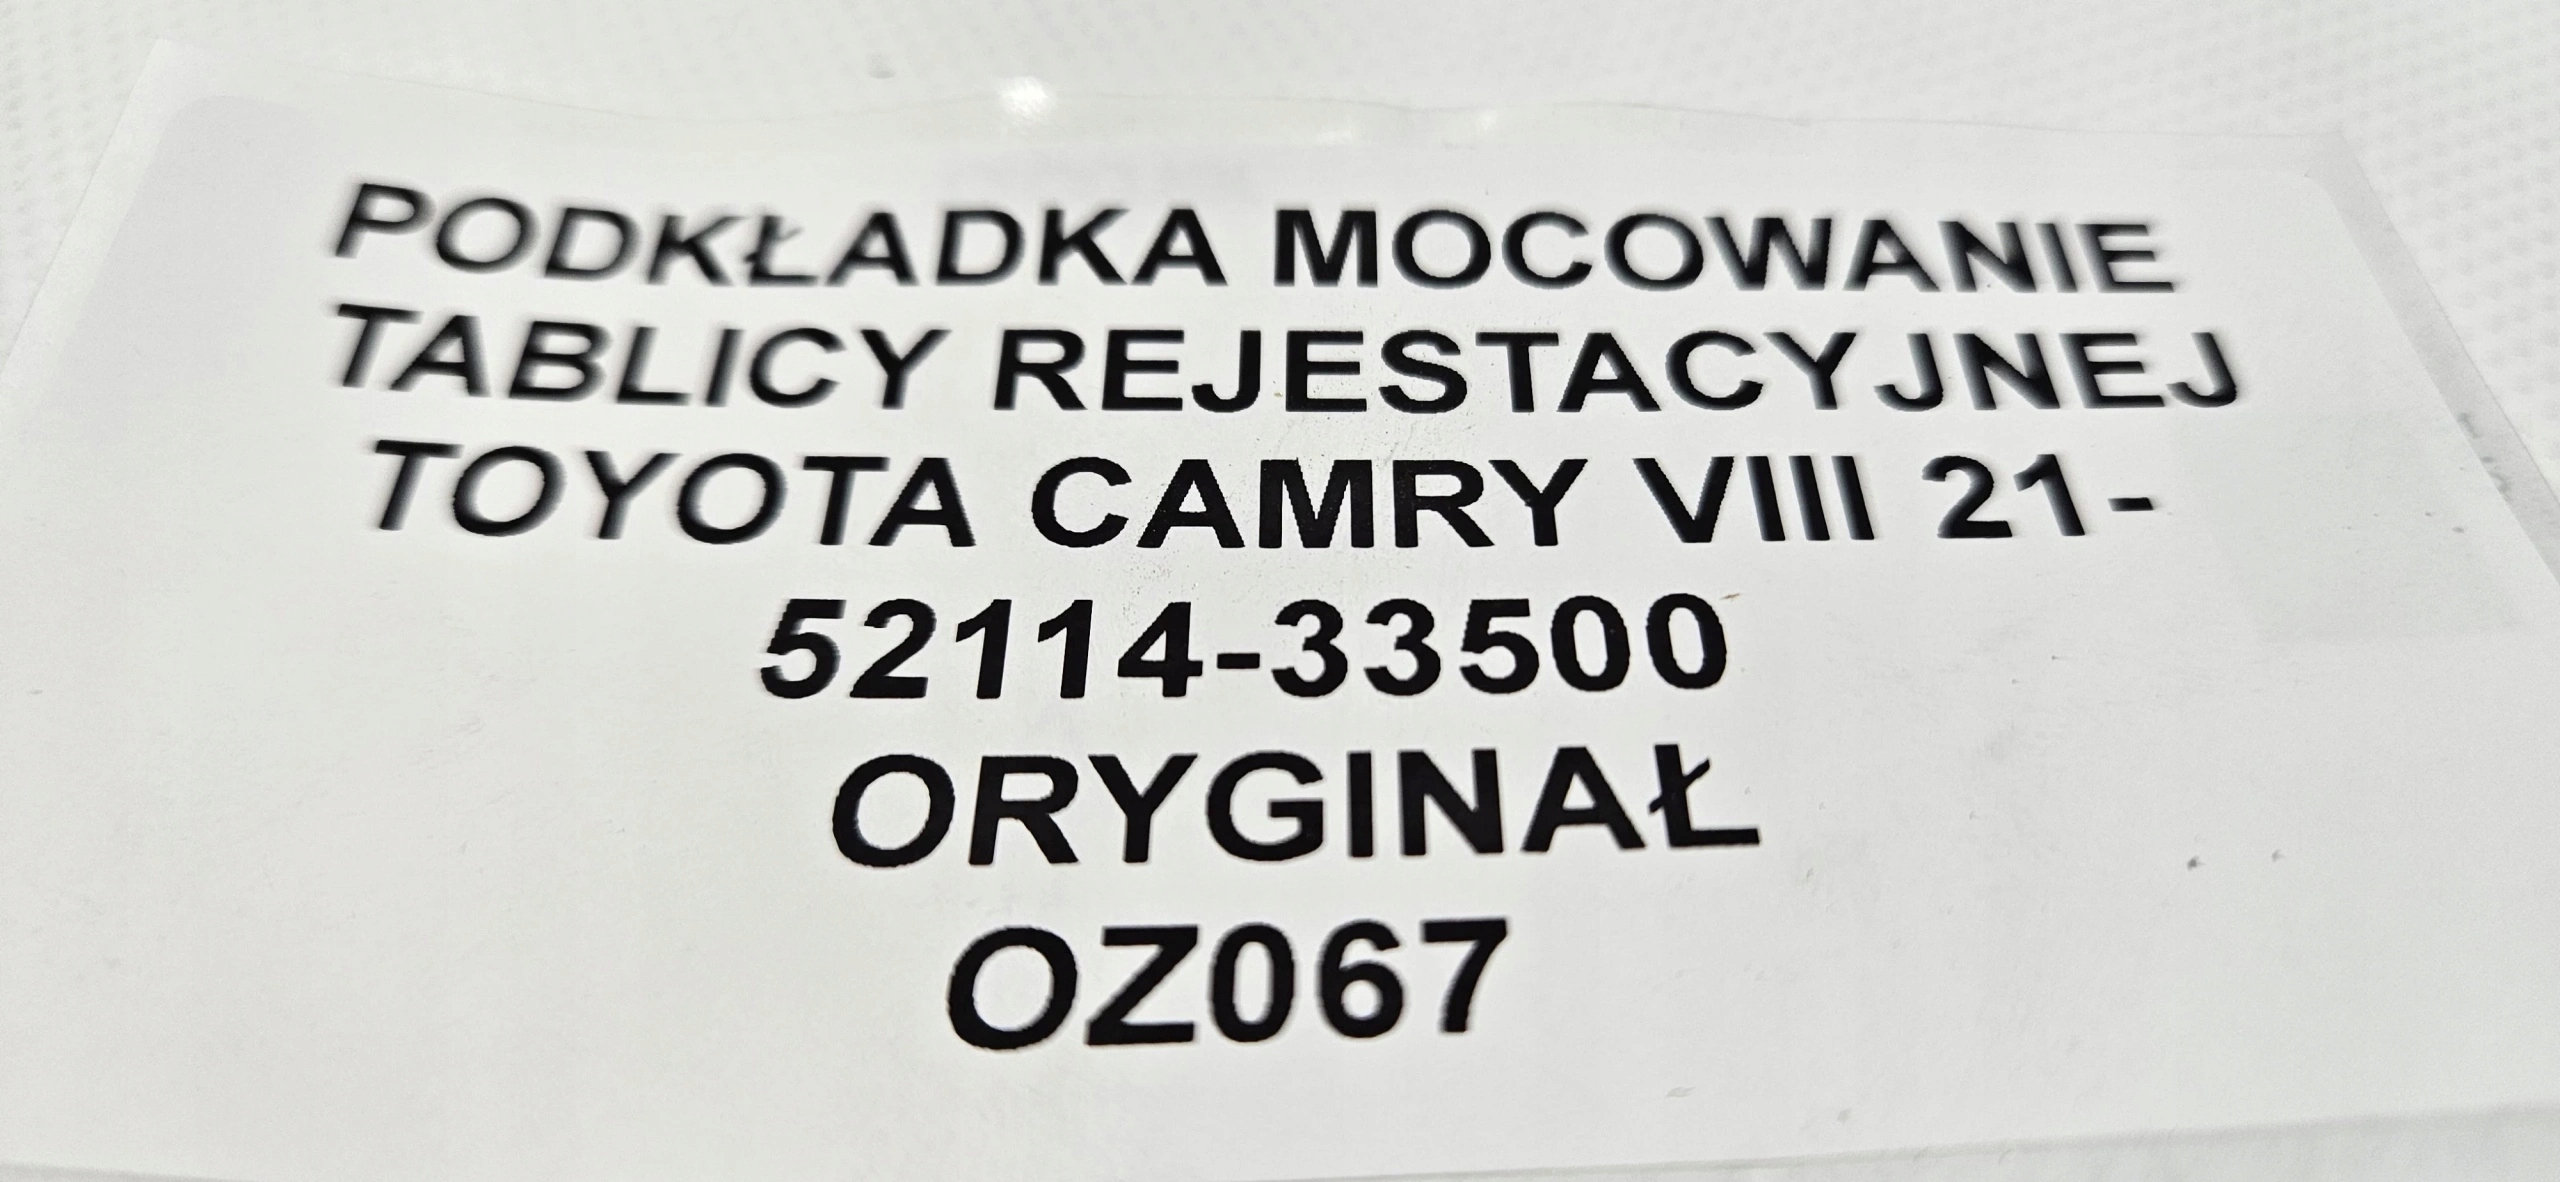 PODKŁADKA MOCOWANIE
TABLICY REJESTACYJNEJ
TOYOTA CAMRY VIII 21-
52114-33500
ORYGINAŁ
OZ067